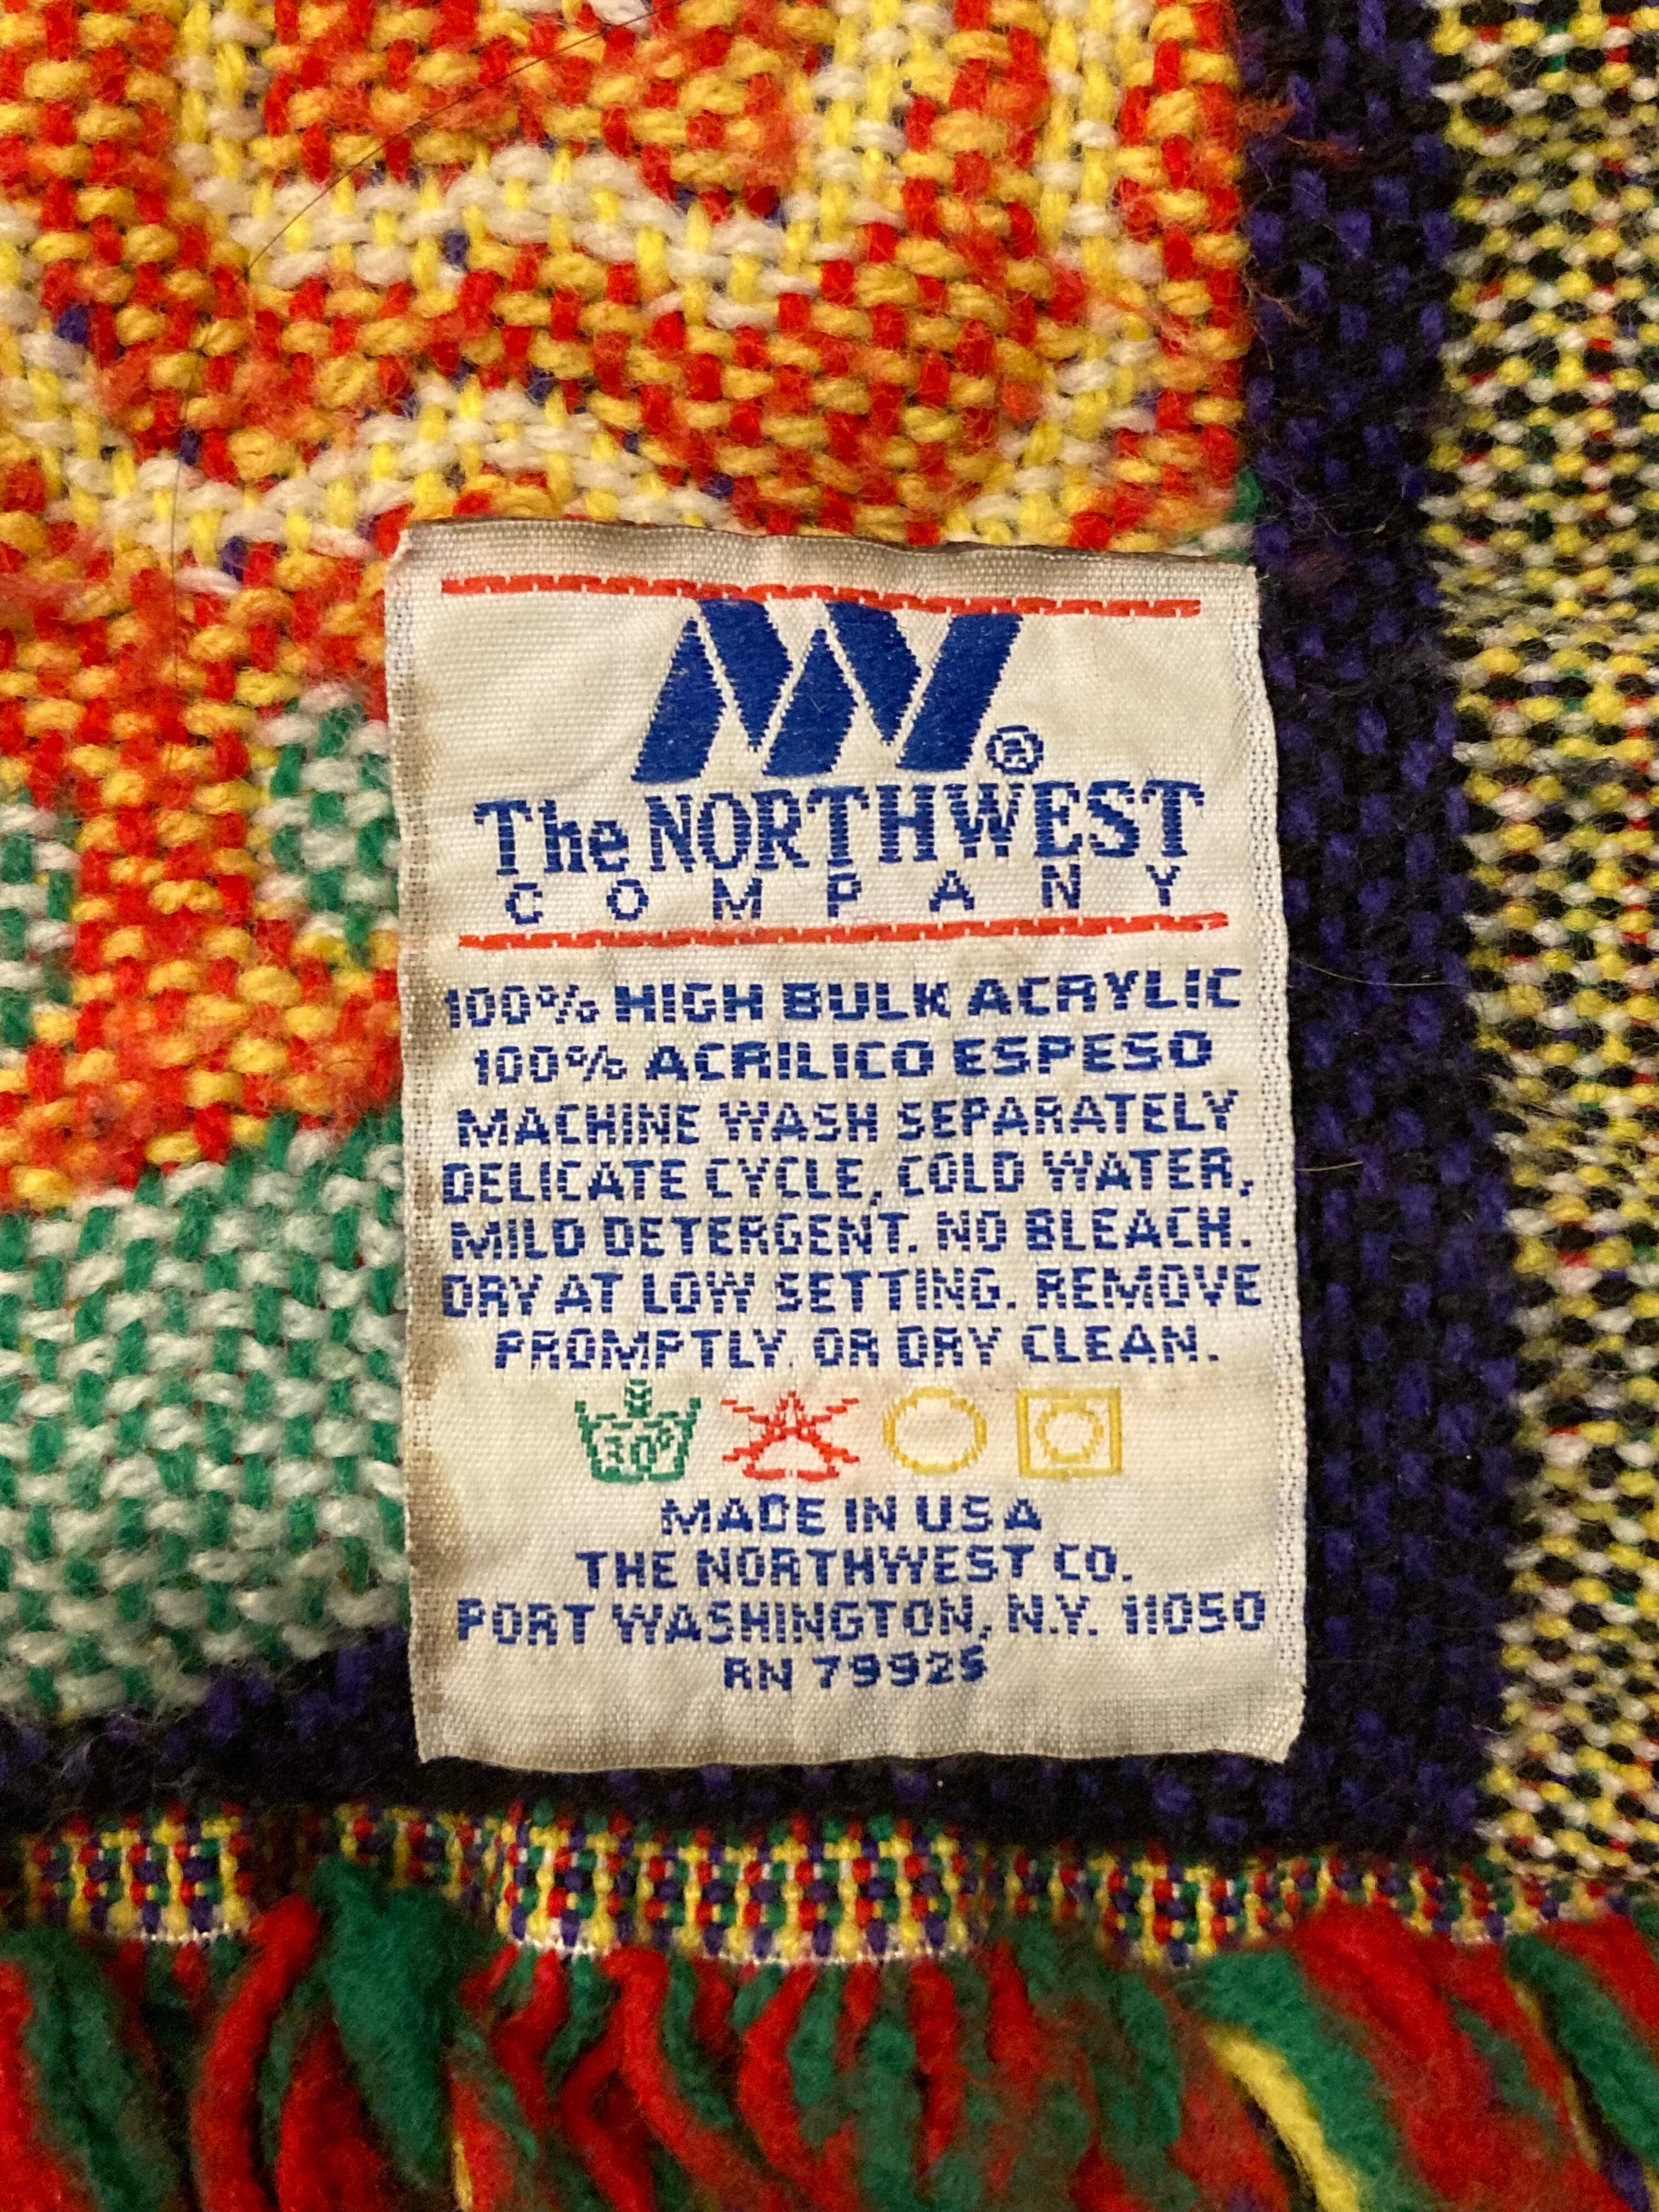 ®
The NORTHWEST
COMPANY
100% HIGH BULK ACRYLIC
100% ACRILICO ESPESO
MACHINE WASH SEPARATELY
DELICATE CYCLE, COLD WATER,
MILD DETERGENT. NO BLEACH.
DRY AT LOW SETTING. REMOVE
PROMPTLY. OR DRY CLEAN.
30°
MADE IN USA
THE NORTHWEST CO.
PORT WASHINGTON, N.Y. 11050
RN 79925